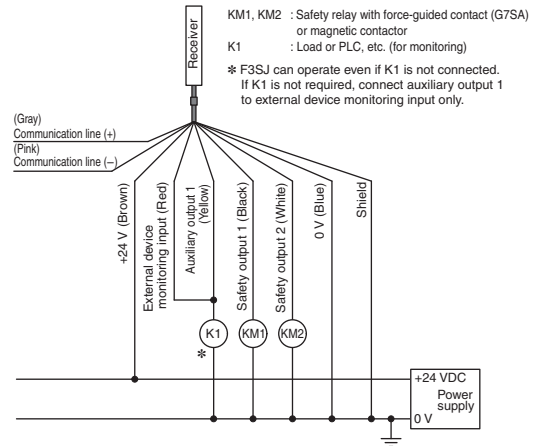 KM1, KM2 : Safety relay with force-guided contact (G7SA)
or magnetic contactor
K1 : Load or PLC, etc. (for monitoring)
* F3SJ can operate even if K1 is not connected.
If K1 is not required, connect auxiliary output 1
to external device monitoring input only.
Receiver
(Gray)
Communication line (+)
(Pink)
Communication line (−)
+24 V (Brown)
External device
monitoring input (Red)
Auxiliary output 1
(Yellow)
Safety output 1 (Black)
Safety output 2 (White)
0 V (Blue)
Shield
K1
KM1
KM2
*
+24 VDC
Power
supply
0 V